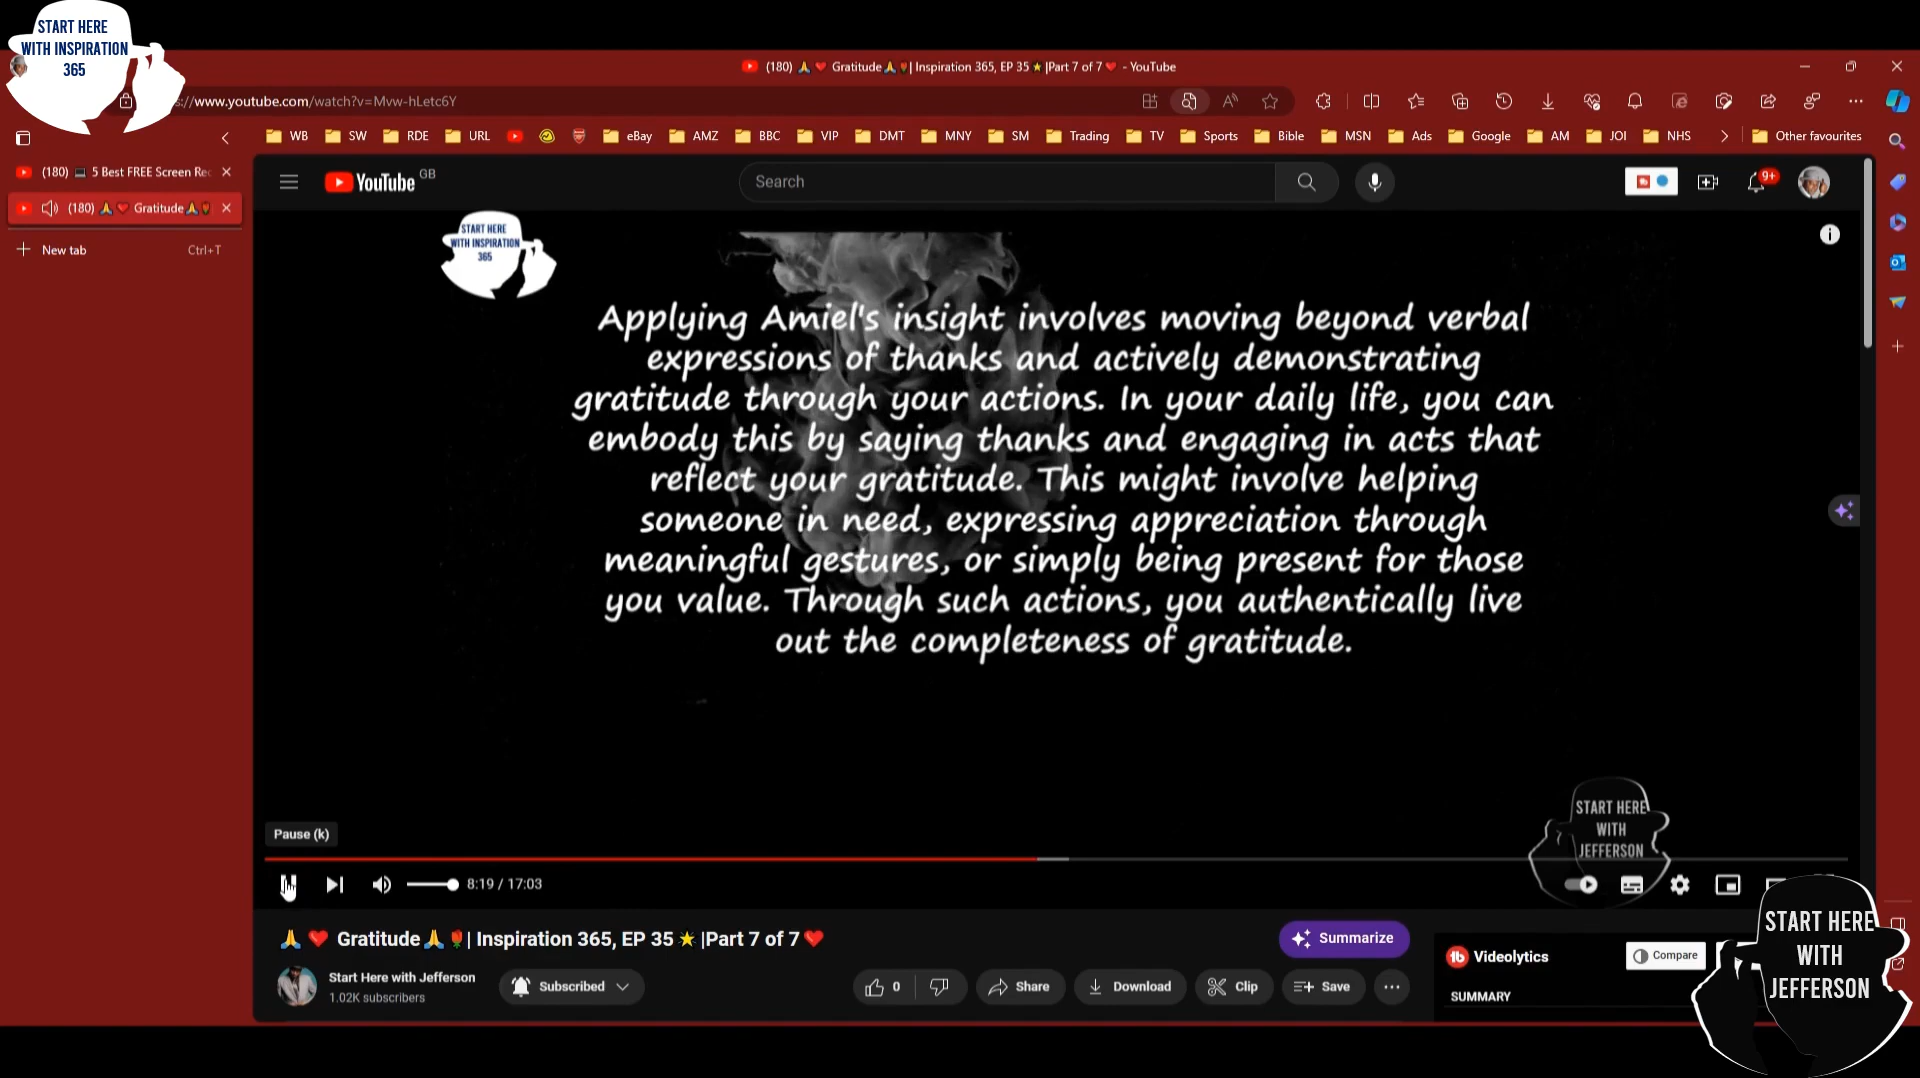 START HERE
WITH INSPIRATION
365
(180) 🙏 ❤️ Gratitude🙏🌹| Inspiration 365, EP 35⭐ |Part 7 of 7❤️ - YouTube
://www.youtube.com/watch?v=Mvw-hLetc6Y
WB SW RDE URL eBay AMZ BBC VIP DMT MNY SM Trading TV Sports Bible MSN Ads Google AM JOI NHS Other favourites
(180) 💻 5 Best FREE Screen Rec
(180) 🙏 ❤️ Gratitude🙏🌹
New tab Ctrl+T
YouTube GB
Search
9+
START HERE
WITH INSPIRATION
365
Applying Amiel's insight involves moving beyond verbal
expressions of thanks and actively demonstrating
gratitude through your actions. In your daily life, you can
embody this by saying thanks and engaging in acts that
reflect your gratitude. This might involve helping
someone in need, expressing appreciation through
meaningful gestures, or simply being present for those
you value. Through such actions, you authentically live
out the completeness of gratitude.
START HERE
WITH
JEFFERSON
Pause (k)
8:19 / 17:03
🙏 ❤️ Gratitude🙏🌹| Inspiration 365, EP 35⭐ |Part 7 of 7❤️
Summarize
Start Here with Jefferson
1.02K subscribers
Subscribed
0
Share
Download
Clip
Save
Videolytics
Compare
SUMMARY
START HERE
WITH
JEFFERSON